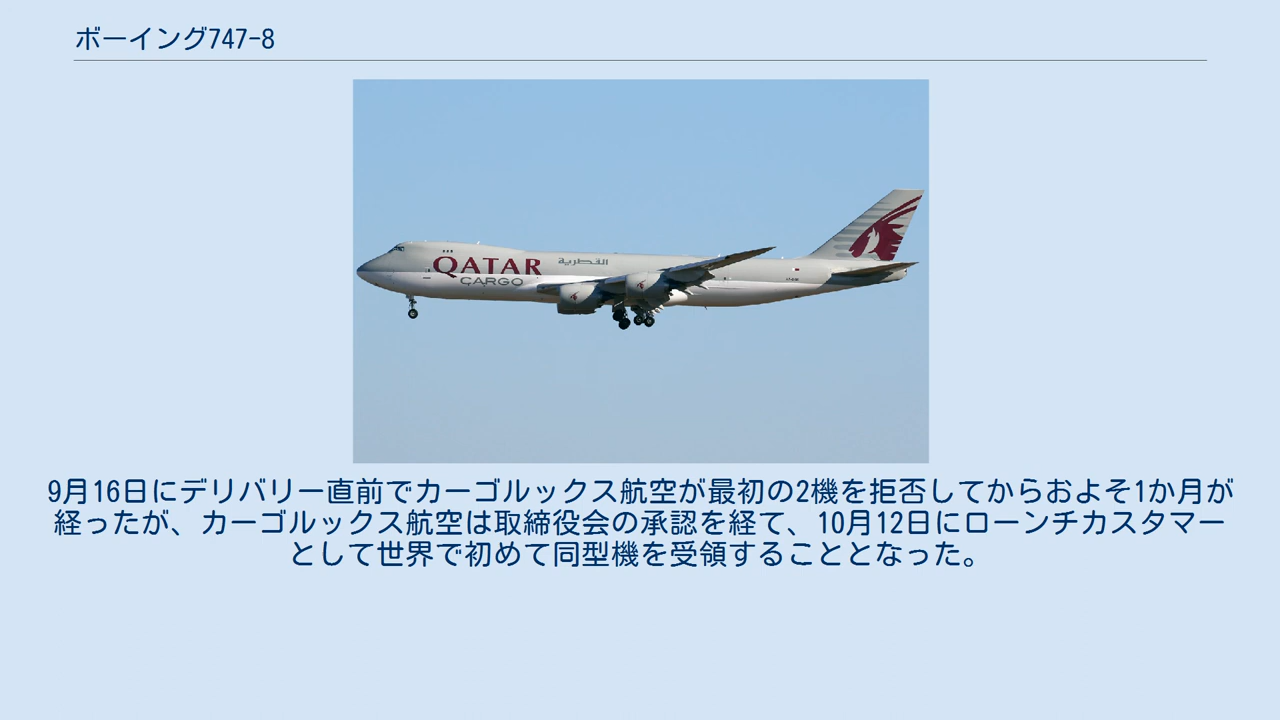 ボーイング747-8
QATAR
CARGO
القطرية
9月16日にデリバリー直前でカーゴルックス航空が最初の2機を拒否してからおよそ1か月が
経ったが、カーゴルックス航空は取締役会の承認を経て、10月12日にローンチカスタマー
として世界で初めて同型機を受領することとなった。